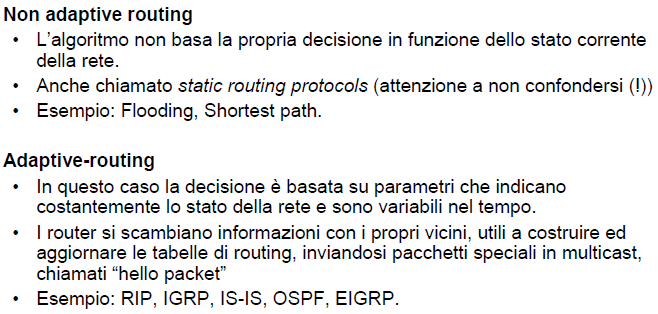 Non adaptive routing
• L'algoritmo non basa la propria decisione in funzione dello stato corrente
della rete.
• Anche chiamato static routing protocols (attenzione a non confondersi (!))
• Esempio: Flooding, Shortest path.
Adaptive-routing
• In questo caso la decisione è basata su parametri che indicano
costantemente lo stato della rete e sono variabili nel tempo.
• I router si scambiano informazioni con i propri vicini, utili a costruire ed
aggiornare le tabelle di routing, inviandosi pacchetti speciali in multicast,
chiamati “hello packet”
• Esempio: RIP, IGRP, IS-IS, OSPF, EIGRP.